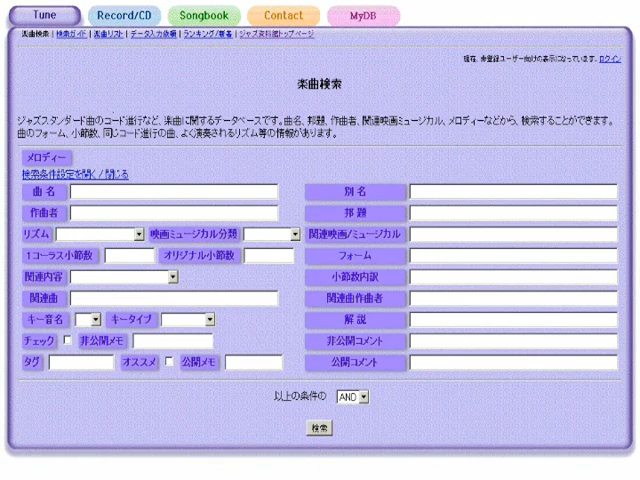 Tune Record/CD Songbook Contact MyDB
楽曲検索 | 検索ガイド | 楽曲リスト | データ入力依頼 | ランキング/新着 | ジャズ資料館トップページ
現在、未登録ユーザー向けの表示になっています。ログイン
楽曲検索
ジャズスタンダード曲のコード進行など、楽曲に関するデータベースです。曲名、邦題、作曲者、関連映画ミュージカル、メロディーなどから、検索することができます。
曲のフォーム、小節数、同じコード進行の曲、よく演奏されるリズム等の情報があります。
メロディー
検索条件設定を開く / 閉じる
曲 名 別 名
作曲者 邦 題
リズム 映画ミュージカル分類 関連映画/ミュージカル
1コーラス小節数 オリジナル小節数 フォーム
関連内容 小節数内訳
関連曲 関連曲作曲者
キー音名 キータイプ 解 説
チェック 非公開メモ 非公開コメント
タグ オススメ 公開メモ 公開コメント
以上の条件の AND
検索